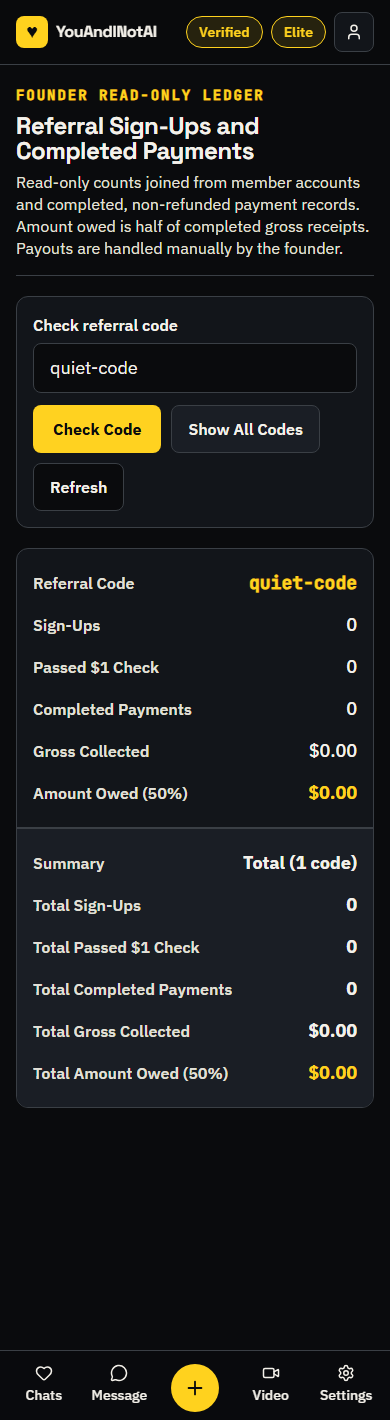 YouAndINotAI
Verified
Elite
FOUNDER READ-ONLY LEDGER
Referral Sign-Ups and
Completed Payments
Read-only counts joined from member accounts
and completed, non-refunded payment records.
Amount owed is half of completed gross receipts.
Payouts are handled manually by the founder.
Check referral code
quiet-code
Check Code
Show All Codes
Refresh
Referral Code quiet-code
Sign-Ups 0
Passed $1 Check 0
Completed Payments 0
Gross Collected $0.00
Amount Owed (50%) $0.00
Summary Total (1 code)
Total Sign-Ups 0
Total Passed $1 Check 0
Total Completed Payments 0
Total Gross Collected $0.00
Total Amount Owed (50%) $0.00
Chats
Message
Video
Settings